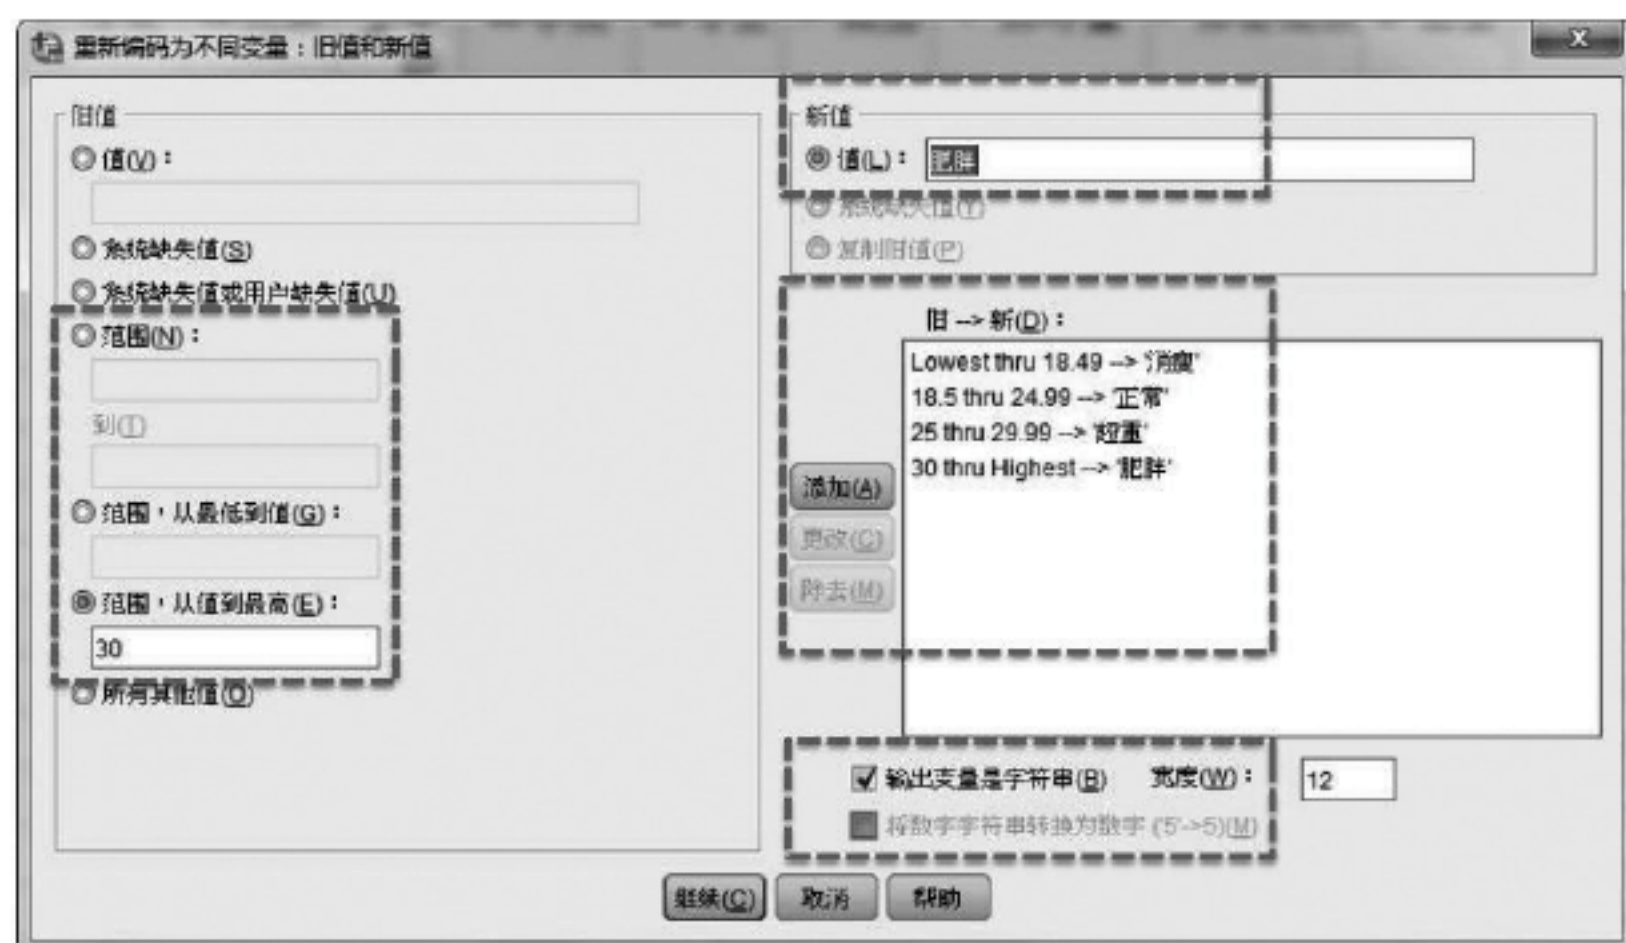 重新编码为不同变量：旧值和新值
旧值
值(V)：
系统缺失值(S)
系统缺失值或用户缺失值(U)
范围(N)：
到(T)
范围，从最低到值(G)：
范围，从值到最高(E)：
30
所有其他值(O)
新值
值(L)：肥胖
系统缺失值(Y)
复制旧值(P)
旧 --> 新(D)：
Lowest thru 18.49 --> '消瘦'
18.5 thru 24.99 --> '正常'
25 thru 29.99 --> '超重'
30 thru Highest --> '肥胖'
添加(A)
更改(C)
除去(M)
输出变量是字符串(B) 宽度(W)： 12
将数字字符串转换为数字 ('5'->5)(M)
继续(C) 取消 帮助